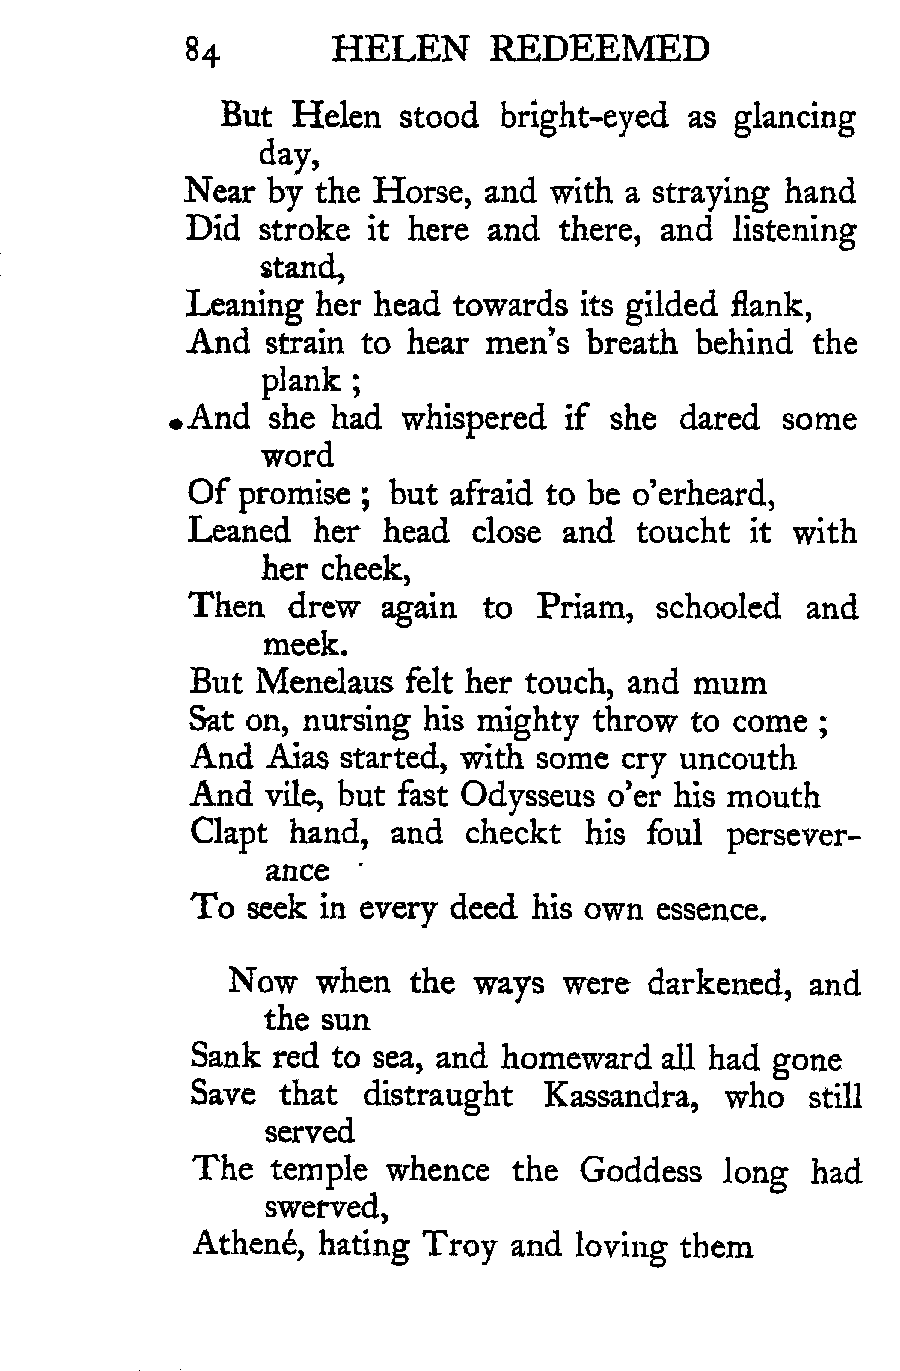 84 HELEN REDEEMED
But Helen stood bright-eyed as glancing
day,
Near by the Horse, and with a straying hand
Did stroke it here and there, and listening
stand,
Leaning her head towards its gilded flank,
And strain to hear men's breath behind the
plank ;
And she had whispered if she dared some
word
Of promise ; but afraid to be o'erheard,
Leaned her head close and toucht it with
her cheek,
Then drew again to Priam, schooled and
meek.
But Menelaus felt her touch, and mum
Sat on, nursing his mighty throw to come ;
And Aias started, with some cry uncouth
And vile, but fast Odysseus o'er his mouth
Clapt hand, and checkt his foul persever-
ance
To seek in every deed his own essence.
Now when the ways were darkened, and
the sun
Sank red to sea, and homeward all had gone
Save that distraught Kassandra, who still
served
The temple whence the Goddess long had
swerved,
Athené, hating Troy and loving them